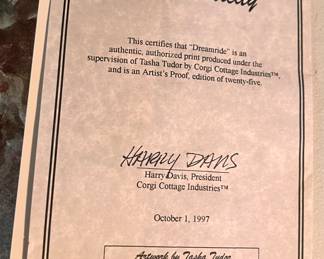 This certifies that "Dreamride" is an
authentic, authorized print produced under the
supervision of Tasha Tudor by Corgi Cottage Industries™
and is an Artist's Proof, edition of twenty-five.
HARRY DAVIS
Harry Davis, President
Corgi Cottage Industries™
October 1, 1997
Artwork by Tasha Tudor